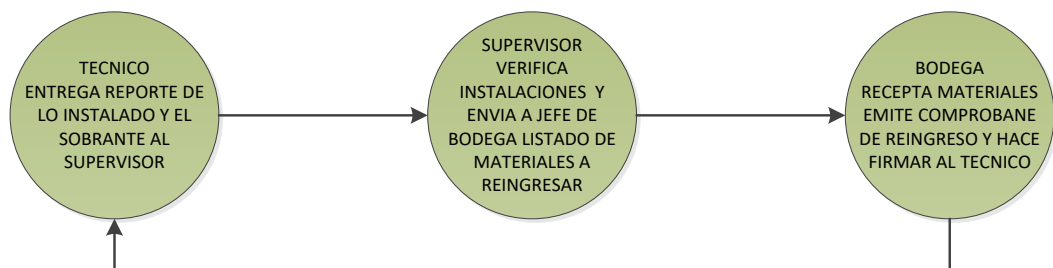 TECNICO
ENTREGA REPORTE DE
LO INSTALADO Y EL
SOBRANTE AL
SUPERVISOR
SUPERVISOR
VERIFICA
INSTALACIONES Y
ENVIA A JEFE DE
BODEGA LISTADO DE
MATERIALES A
REINGRESAR
BODEGA
RECEPTA MATERIALES
EMITE COMPROBANE
DE REINGRESO Y HACE
FIRMAR AL TECNICO